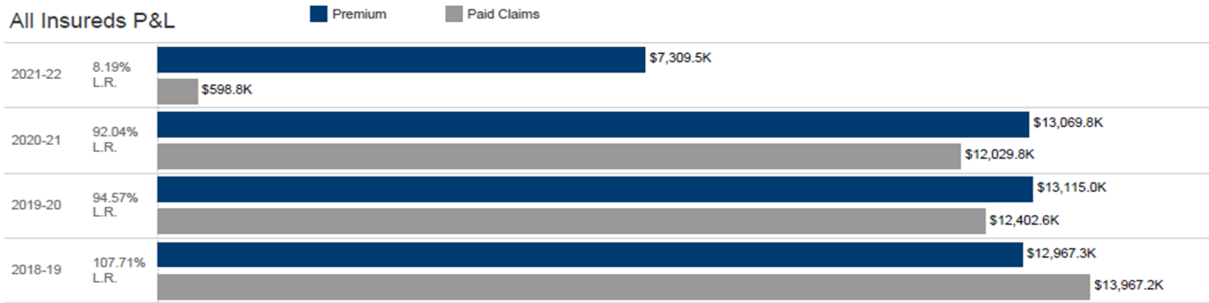 All Insureds P&L
Premium
Paid Claims
2021-22
8.19%
L.R.
$7,309.5K
$598.8K
2020-21
92.04%
L.R.
$13,069.8K
$12,029.8K
2019-20
94.57%
L.R.
$13,115.0K
$12,402.6K
2018-19
107.71%
L.R.
$12,967.3K
$13,967.2K